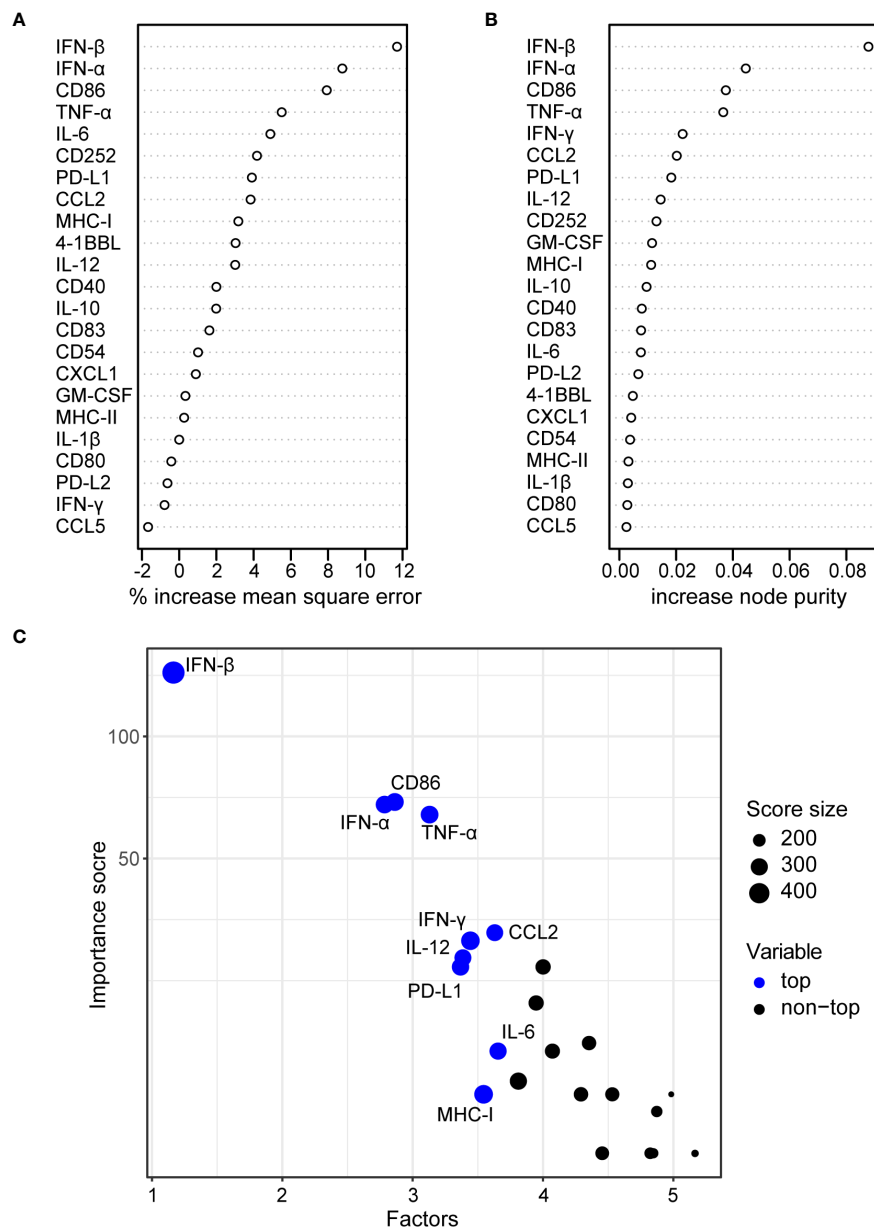 A
IFN-β
IFN-α
CD86
TNF-α
IL-6
CD252
PD-L1
CCL2
MHC-I
4-1BBL
IL-12
CD40
IL-10
CD83
CD54
CXCL1
GM-CSF
MHC-II
IL-1β
CD80
PD-L2
IFN-γ
CCL5
-2 0 2 4 6 8 10 12
% increase mean square error
B
IFN-β
IFN-α
CD86
TNF-α
IFN-γ
CCL2
PD-L1
IL-12
CD252
GM-CSF
MHC-I
IL-10
CD40
CD83
IL-6
PD-L2
4-1BBL
CXCL1
CD54
MHC-II
IL-1β
CD80
CCL5
0.00 0.02 0.04 0.06 0.08
increase node purity
C
Importance socre
100
50
IFN-β
CD86
IFN-α
TNF-α
IFN-γ
CCL2
IL-12
PD-L1
IL-6
MHC-I
1 2 3 4 5
Factors
Score size
200
300
400
Variable
top
non-top